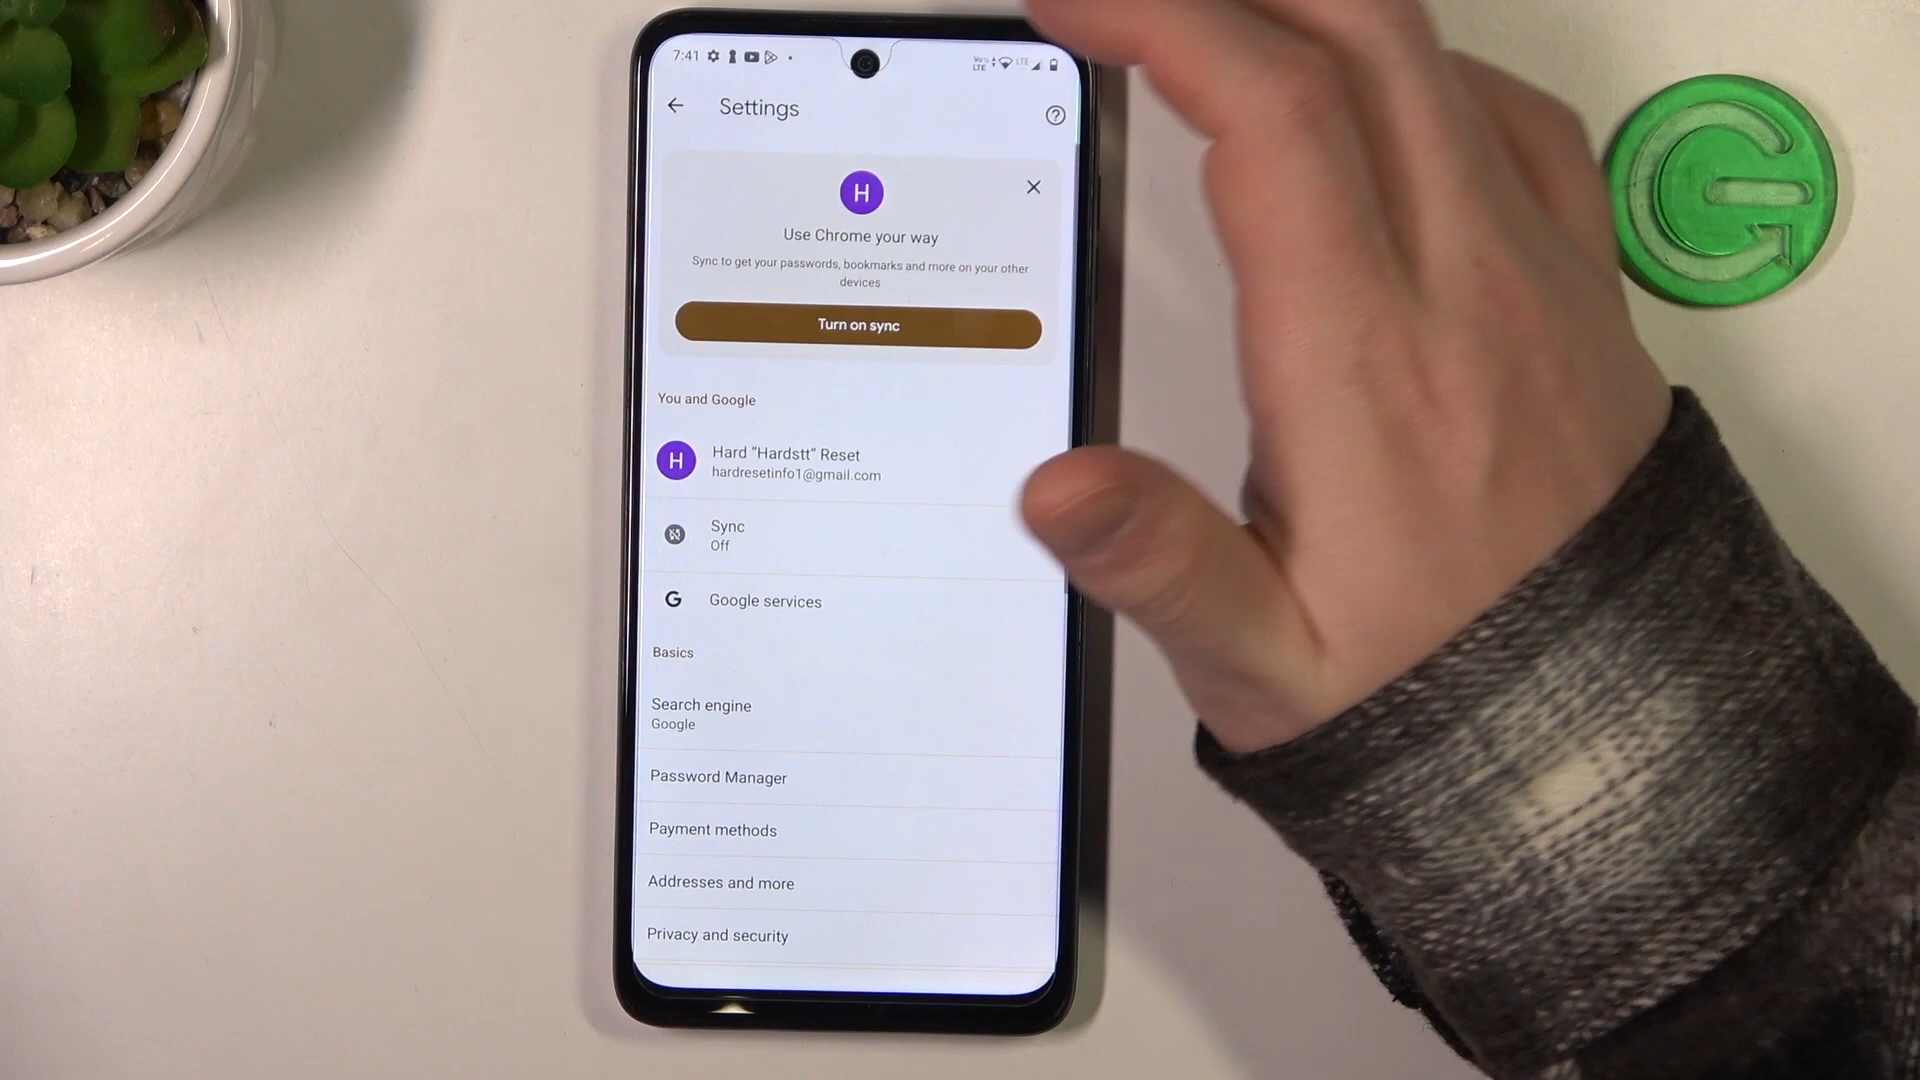 7:41
LTE
LTE
Settings
H
Use Chrome your way
Sync to get your passwords, bookmarks and more on your other
devices
Turn on sync
You and Google
H
Hard “Hardstt” Reset
hardresetinfo1@gmail.com
Sync
Off
G
Google services
Basics
Search engine
Google
Password Manager
Payment methods
Addresses and more
Privacy and security